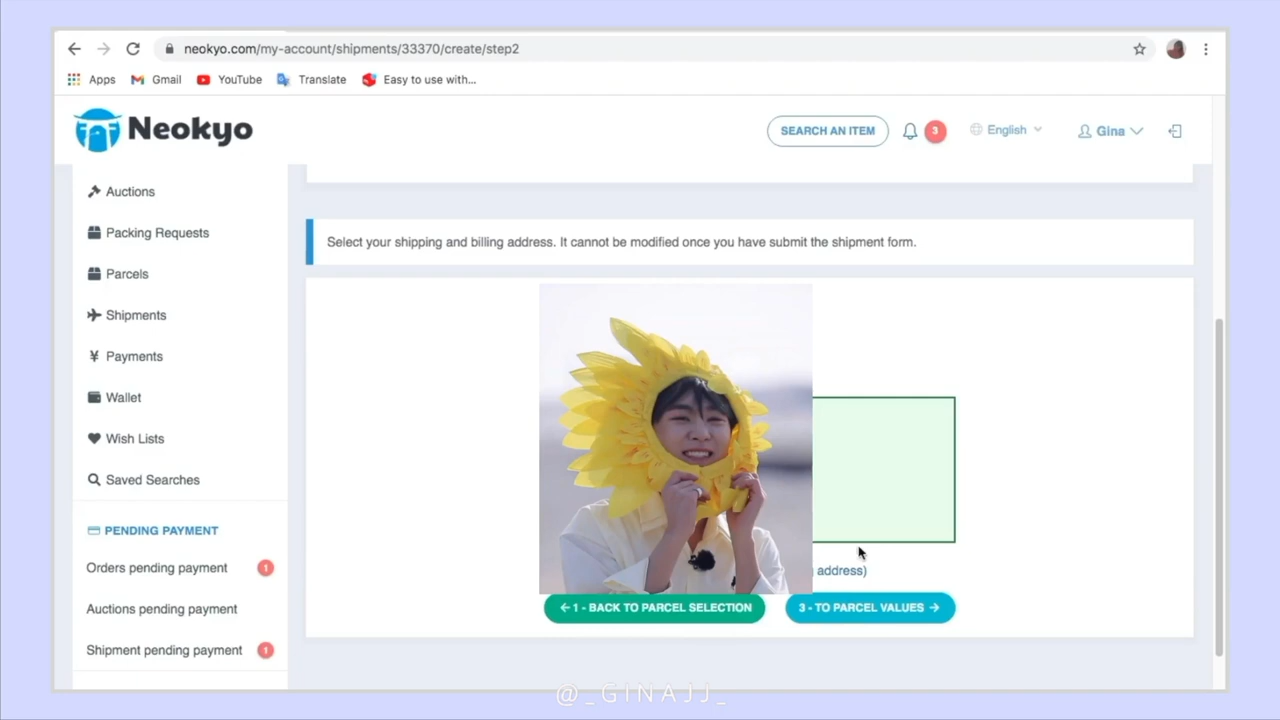 neokyo.com/my-account/shipments/33370/create/step2
Apps Gmail YouTube Translate Easy to use with...
Neokyo
SEARCH AN ITEM 3 English Gina
Auctions
Packing Requests
Parcels
Shipments
¥ Payments
Wallet
Wish Lists
Saved Searches
PENDING PAYMENT
Orders pending payment 1
Auctions pending payment
Shipment pending payment 1
Select your shipping and billing address. It cannot be modified once you have submit the shipment form.
address)
← 1 - BACK TO PARCEL SELECTION
3 - TO PARCEL VALUES →
@_GINAJJ_